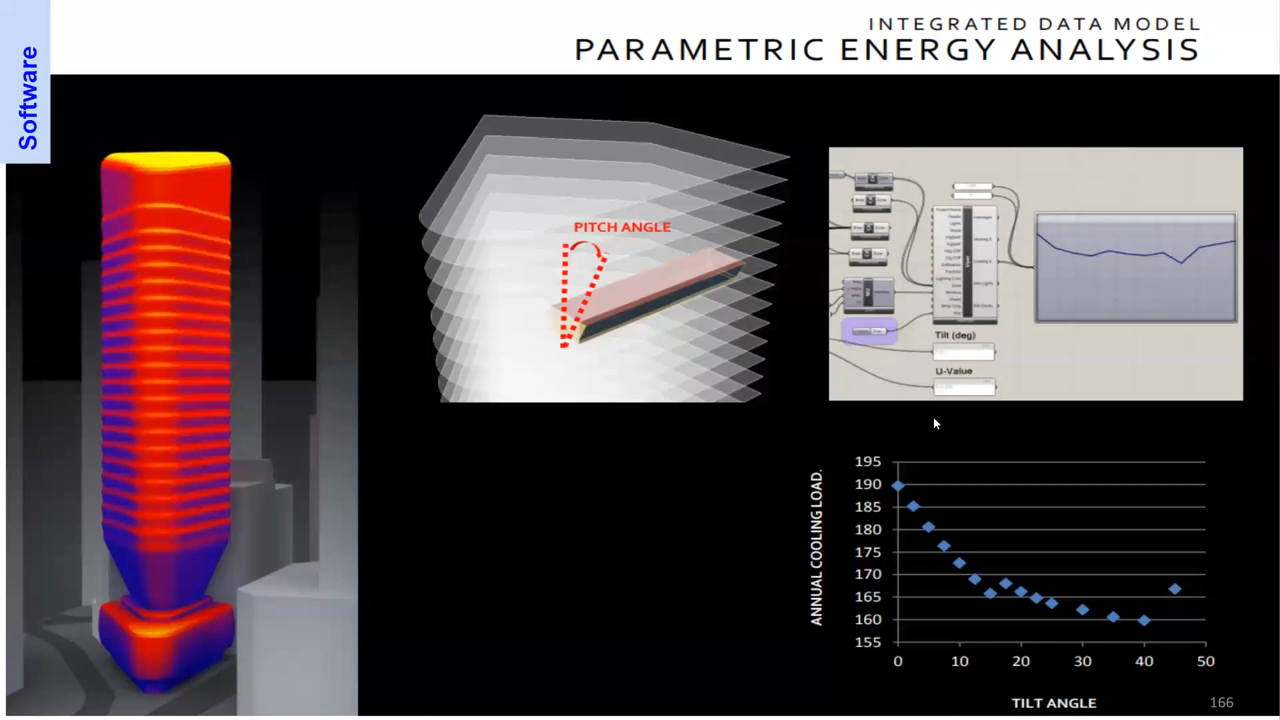 Software
INTEGRATED DATA MODEL
PARAMETRIC ENERGY ANALYSIS
PITCH ANGLE
Tilt (deg)
U-Value
ANNUAL COOLING LOAD.
195
190
185
180
175
170
165
160
155
0 10 20 30 40 50
TILT ANGLE
166